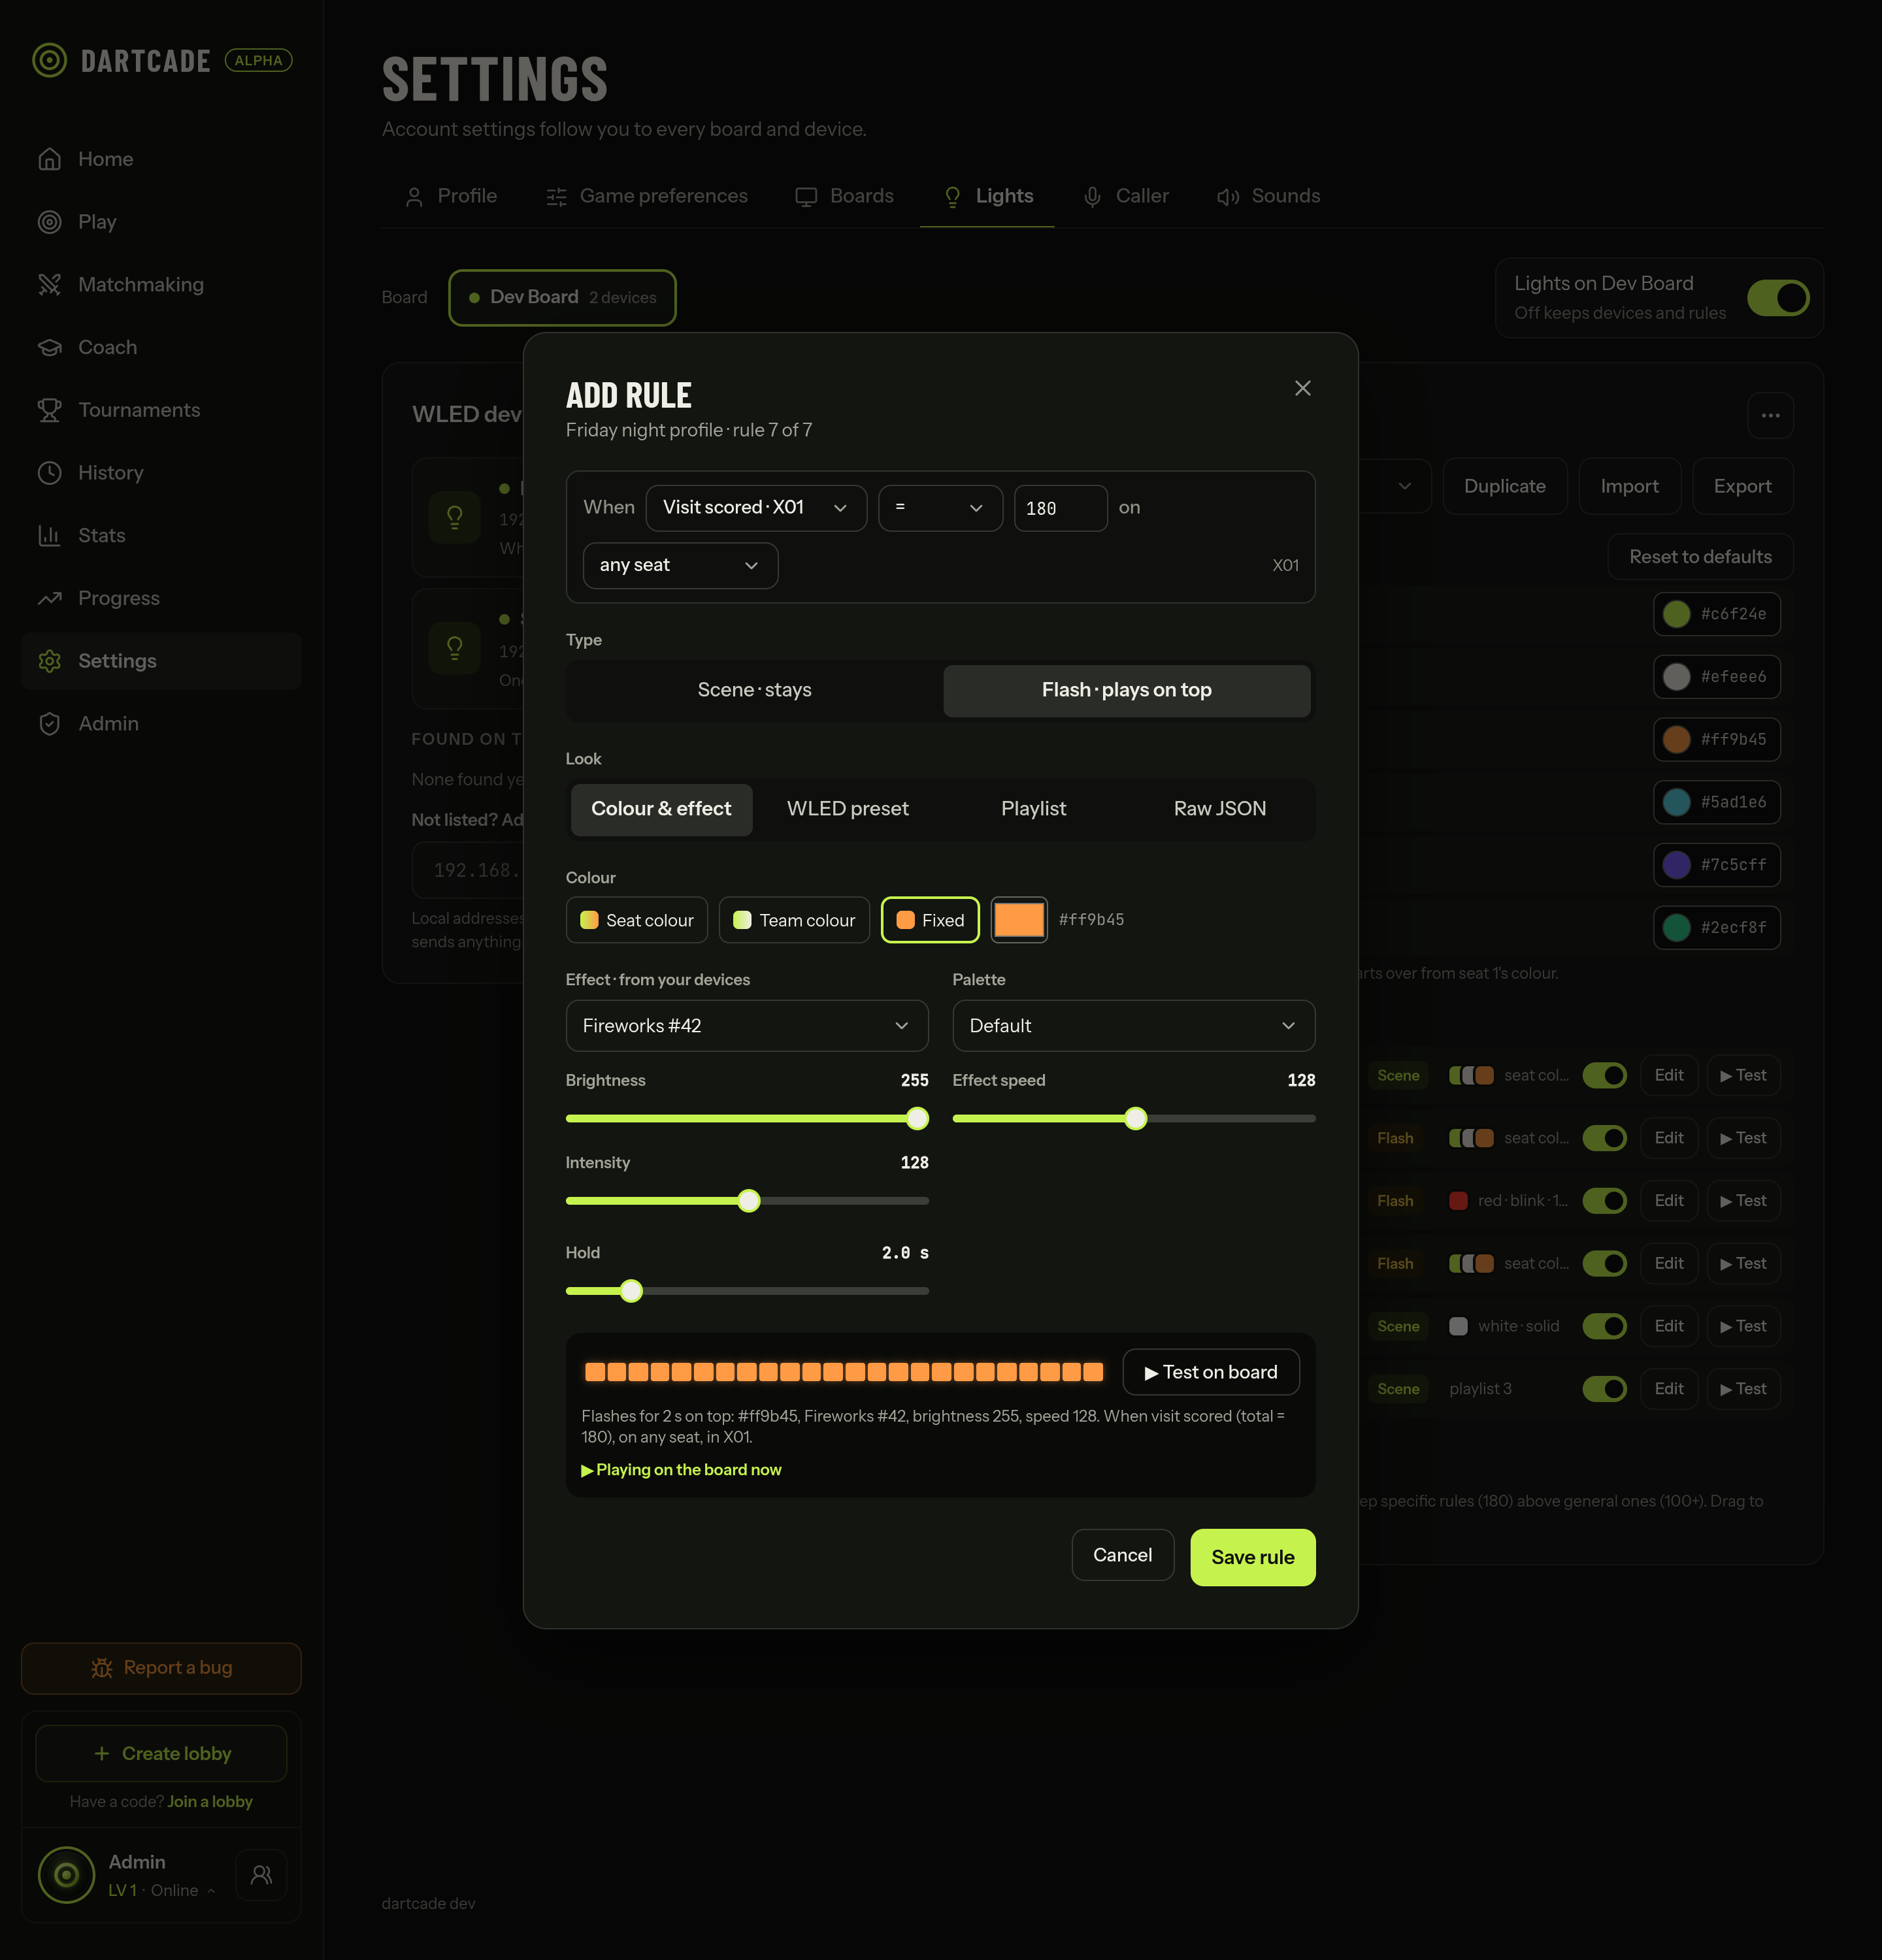 DARTCADE ALPHA
Home
Play
Matchmaking
Coach
Tournaments
History
Stats
Progress
Settings
Admin
Report a bug
Create lobby
Have a code? Join a lobby
Admin
LV 1 · Online
SETTINGS
Account settings follow you to every board and device.
Profile Game preferences Boards Lights Caller Sounds
Board Dev Board 2 devices
Lights on Dev Board
Off keeps devices and rules
WLED dev
192
Wh
192
One
FOUND ON T
None found ye
Not listed? Ad
192.168.
Local addresses
sends anything
Duplicate Import Export
Reset to defaults
#c6f24e
#efeee6
#ff9b45
#5ad1e6
#7c5cff
#2ecf8f
arts over from seat 1's colour.
Scene seat col... Edit ▶ Test
Flash seat col... Edit ▶ Test
Flash red · blink · 1... Edit ▶ Test
Flash seat col... Edit ▶ Test
Scene white · solid Edit ▶ Test
Scene playlist 3 Edit ▶ Test
ep specific rules (180) above general ones (100+). Drag to
ADD RULE
Friday night profile · rule 7 of 7
When Visit scored · X01 = 180 on
any seat X01
Type
Scene · stays Flash · plays on top
Look
Colour & effect WLED preset Playlist Raw JSON
Colour
Seat colour Team colour Fixed #ff9b45
Effect · from your devices Palette
Fireworks #42 Default
Brightness 255 Effect speed 128
Intensity 128
Hold 2.0 s
▶ Test on board
Flashes for 2 s on top: #ff9b45, Fireworks #42, brightness 255, speed 128. When visit scored (total =
180), on any seat, in X01.
▶ Playing on the board now
Cancel Save rule
dartcade dev